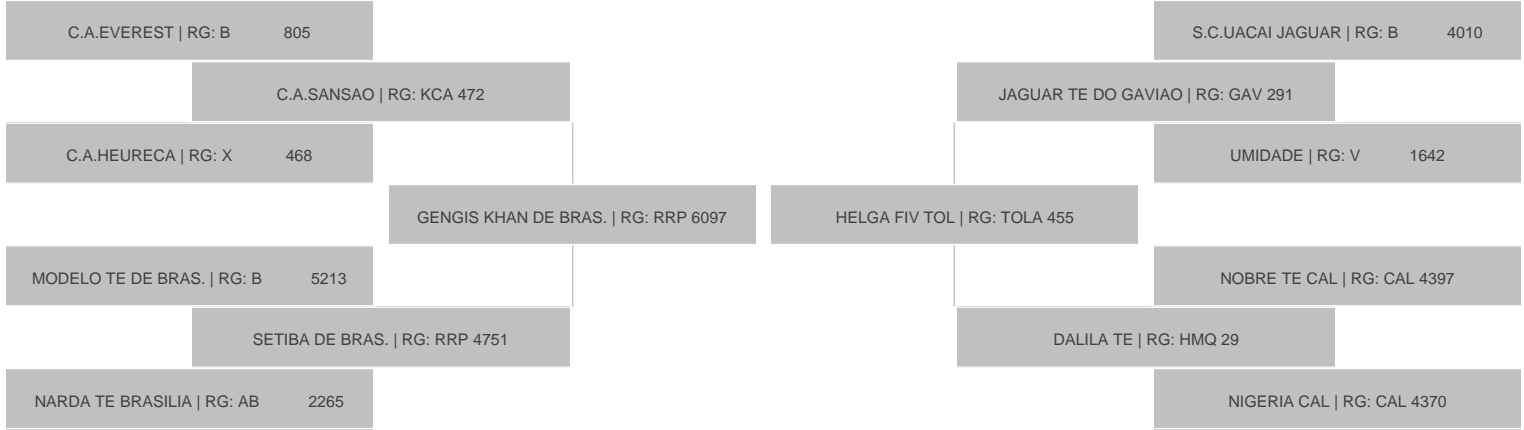 C.A.EVEREST | RG: B 805
S.C.UACAI JAGUAR | RG: B 4010
C.A.SANSAO | RG: KCA 472
JAGUAR TE DO GAVIAO | RG: GAV 291
C.A.HEURECA | RG: X 468
UMIDADE | RG: V 1642
GENGIS KHAN DE BRAS. | RG: RRP 6097
HELGA FIV TOL | RG: TOLA 455
MODELO TE DE BRAS. | RG: B 5213
NOBRE TE CAL | RG: CAL 4397
SETIBA DE BRAS. | RG: RRP 4751
DALILA TE | RG: HMQ 29
NARDA TE BRASILIA | RG: AB 2265
NIGERIA CAL | RG: CAL 4370